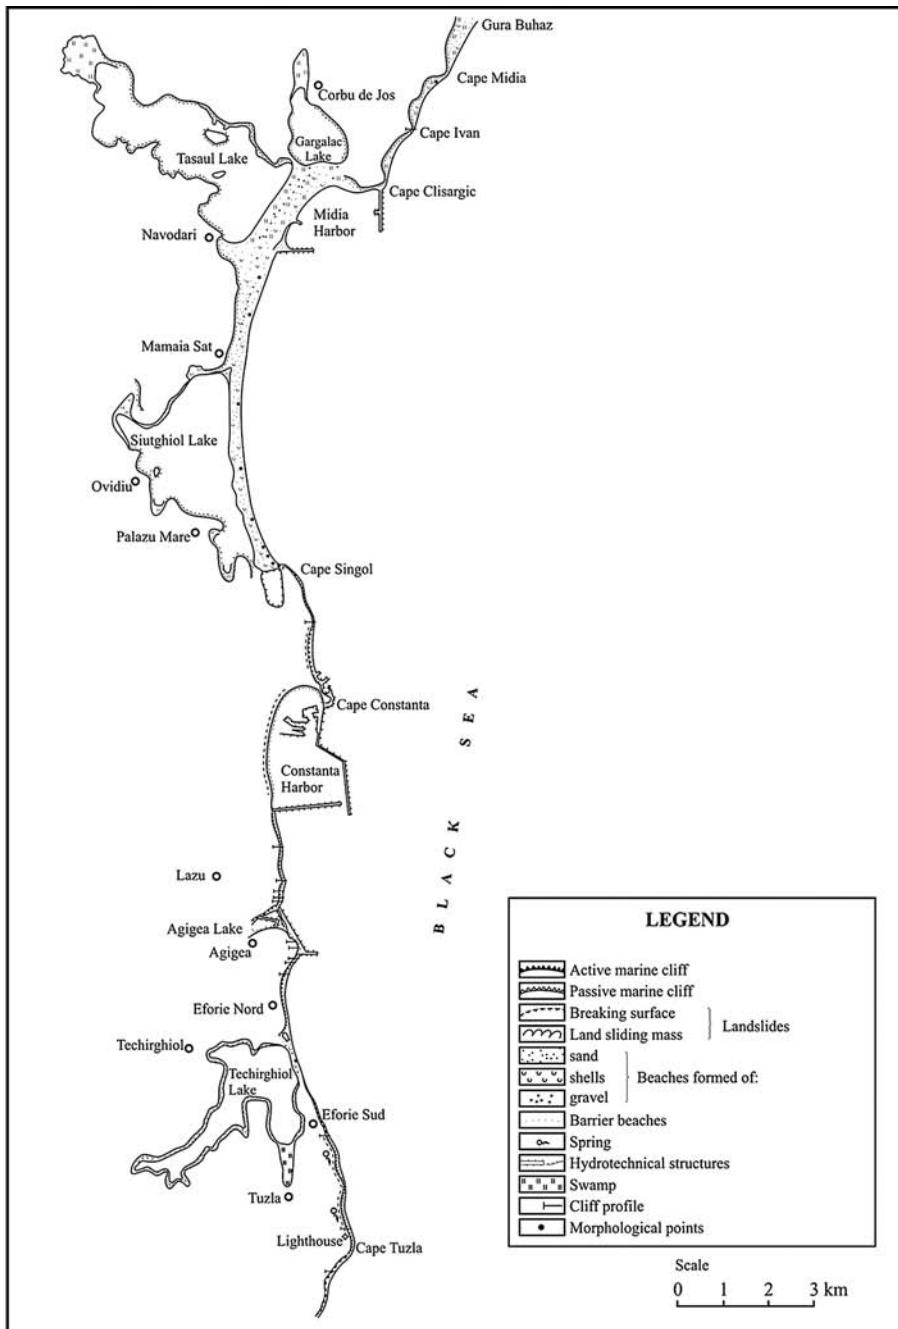 Gura Buhaz
Cape Midia
Corbu de Jos
Cape Ivan
Gargalac
Lake
Tasaul Lake
Cape Clisargic
Midia
Harbor
Navodari
Mamaia Sat
Siutghiol Lake
Ovidiu
Palazu Mare
Cape Singol
Cape Constanta
BLACK SEA
Constanta
Harbor
Lazu
Agigea Lake
Agigea
Eforie Nord
Techirghiol
Techirghiol
Lake
Eforie Sud
Tuzla
Lighthouse
Cape Tuzla
LEGEND
Active marine cliff
Passive marine cliff
Breaking surface
Land sliding mass
Landslides
sand
shells
gravel
Beaches formed of:
Barrier beaches
Spring
Hydrotechnical structures
Swamp
Cliff profile
Morphological points
Scale
0 1 2 3 km